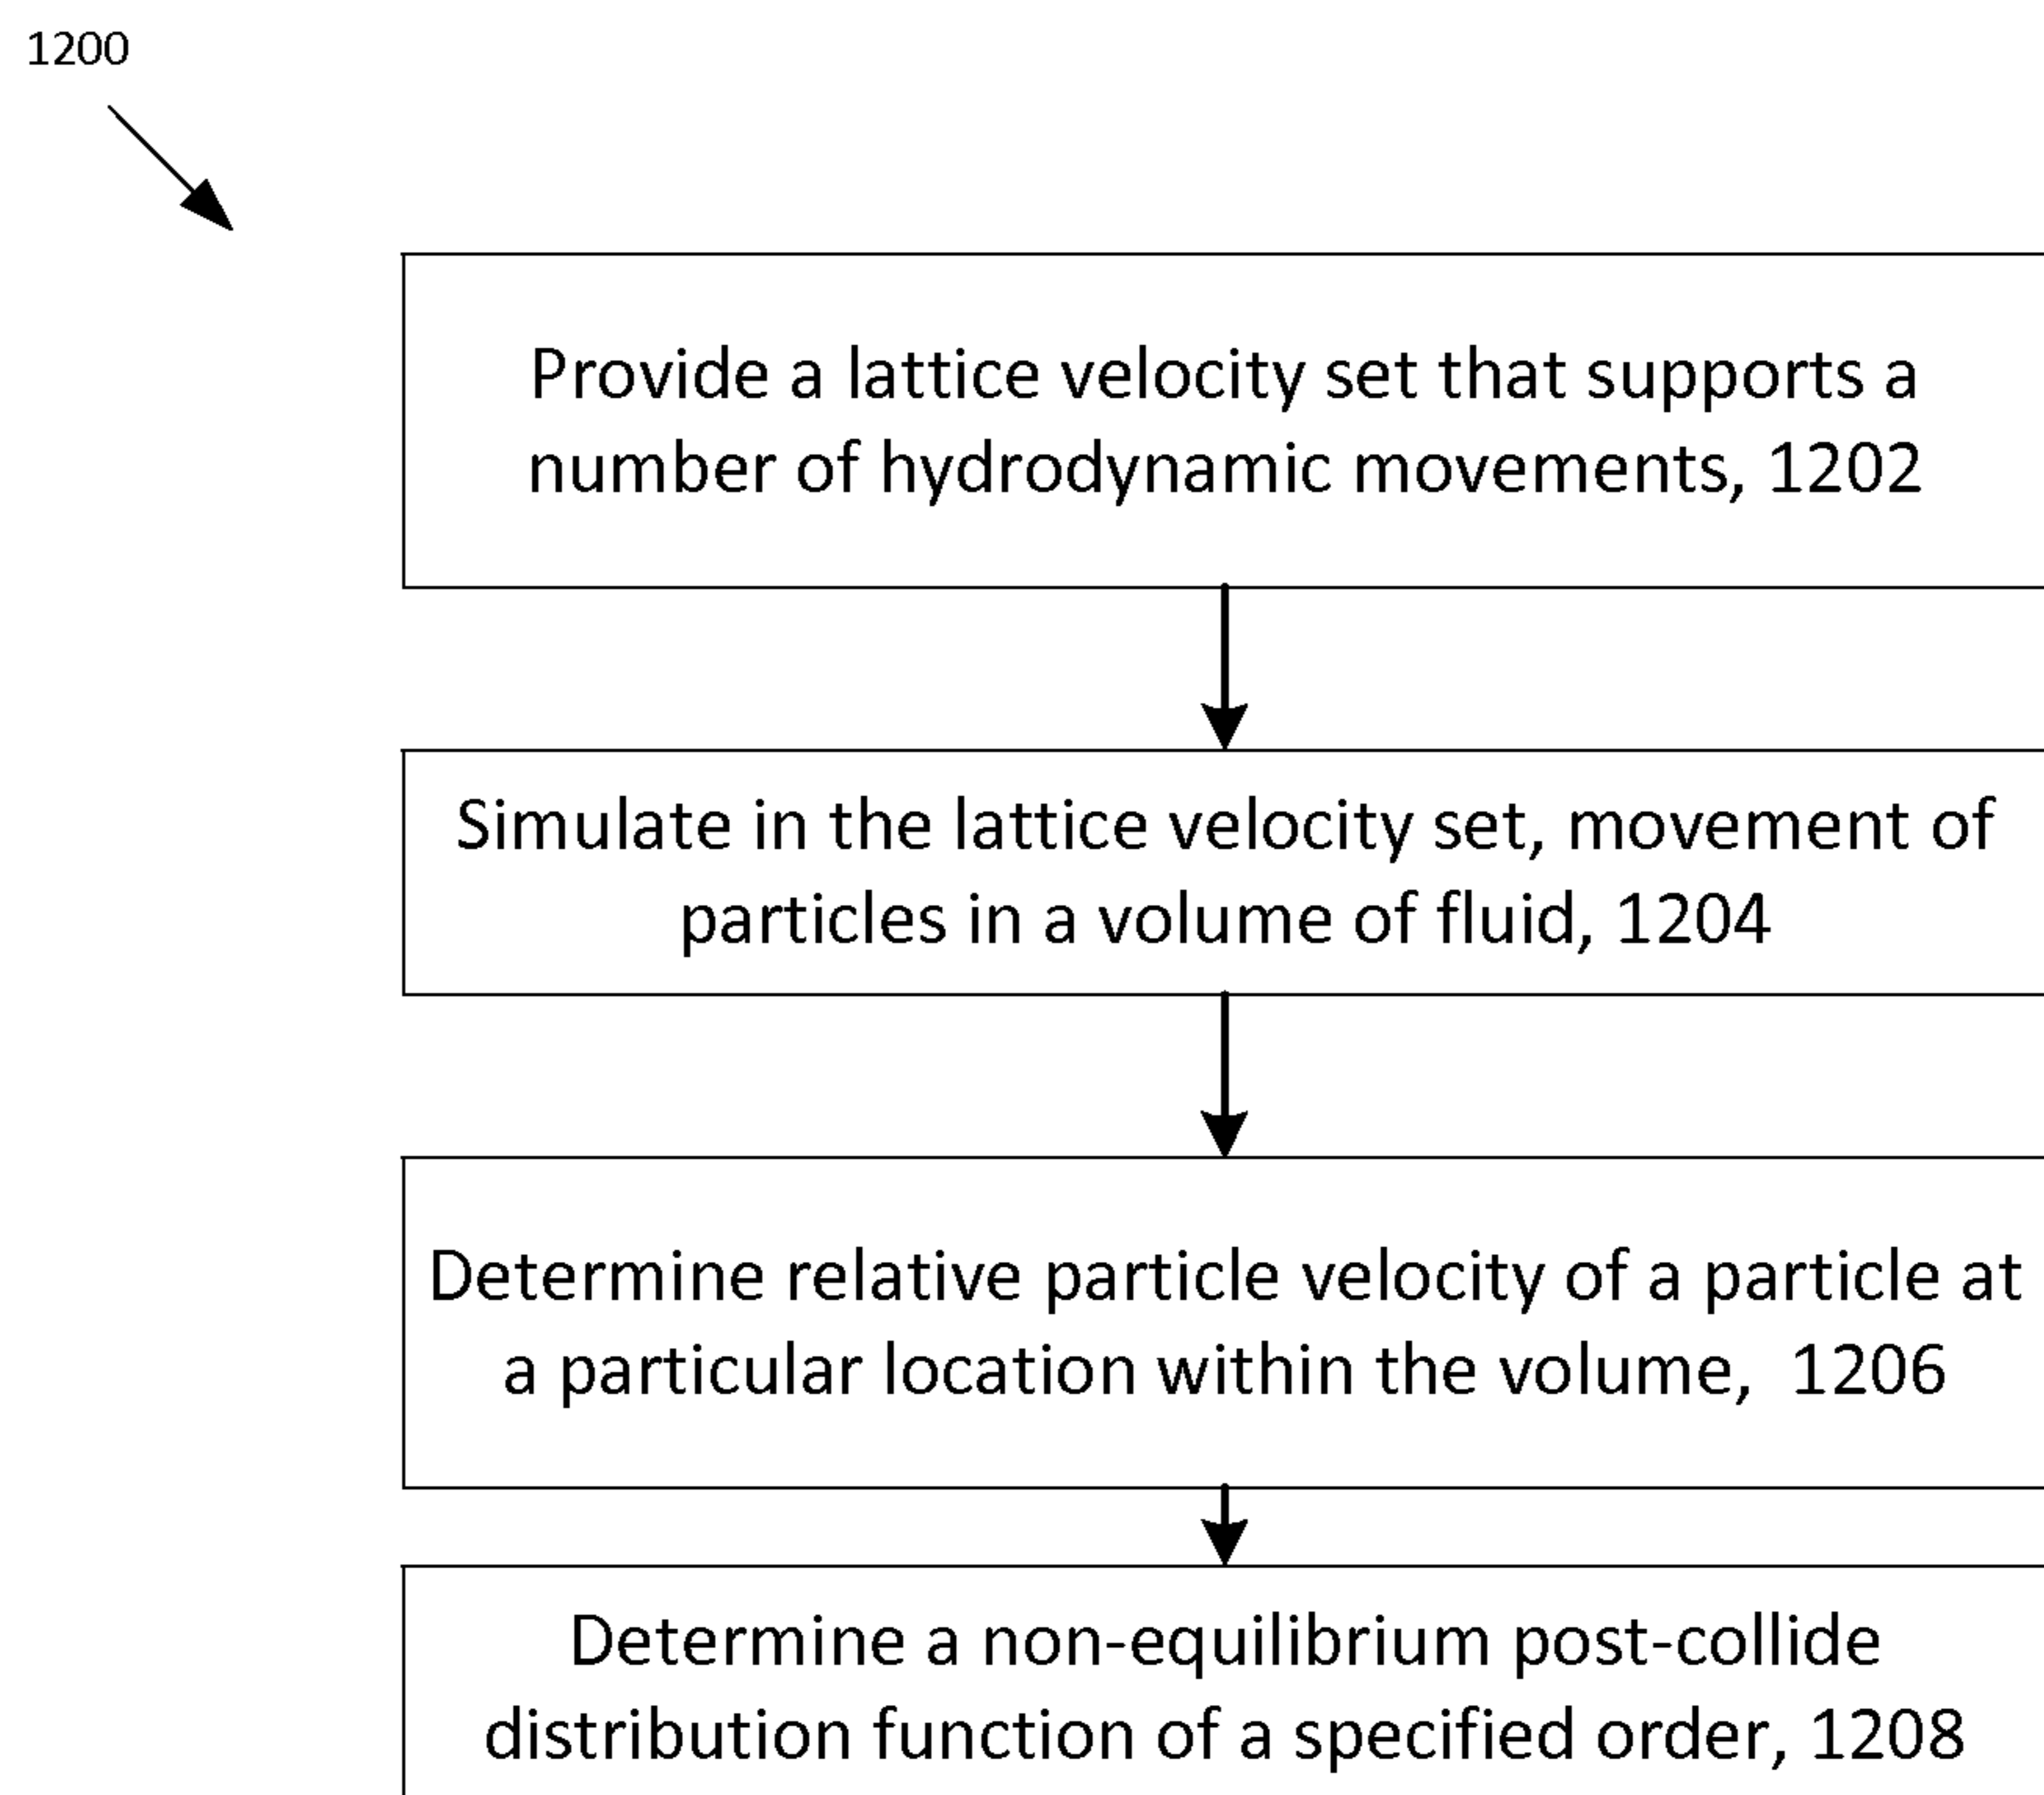 1200
Provide a lattice velocity set that supports a
number of hydrodynamic movements, 1202
Simulate in the lattice velocity set, movement of
particles in a volume of fluid, 1204
Determine relative particle velocity of a particle at
a particular location within the volume, 1206
Determine a non-equilibrium post-collide
distribution function of a specified order, 1208